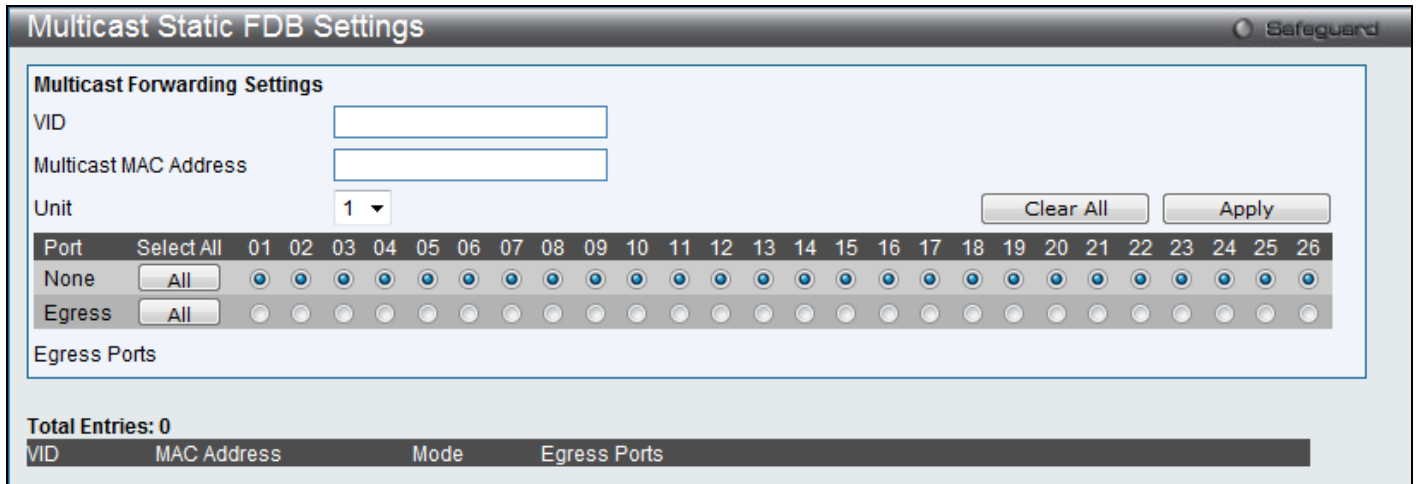 Multicast Static FDB Settings Safeguard
Multicast Forwarding Settings
VID
Multicast MAC Address
Unit 1 Clear All Apply
Port Select All 01 02 03 04 05 06 07 08 09 10 11 12 13 14 15 16 17 18 19 20 21 22 23 24 25 26
None All
Egress All
Egress Ports
Total Entries: 0
VID MAC Address Mode Egress Ports